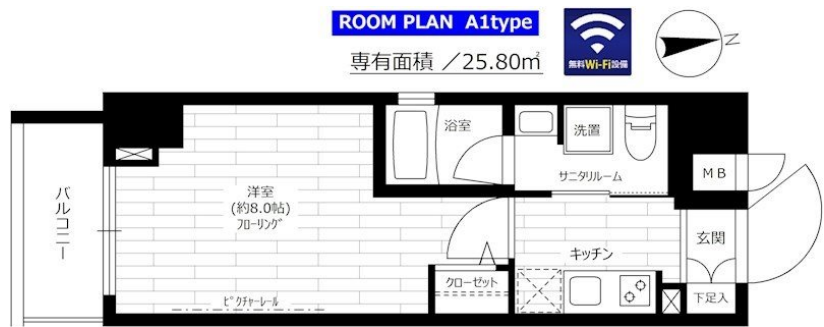 ROOM PLAN A1type
専有面積 ／25.80㎡
無料Wi-Fi設備
N
バルコニー
洋室
(約8.0帖)
フローリング
ピクチャーレール
浴室
洗置
サニタリールーム
クローゼット
キッチン
MB
玄関
下足入